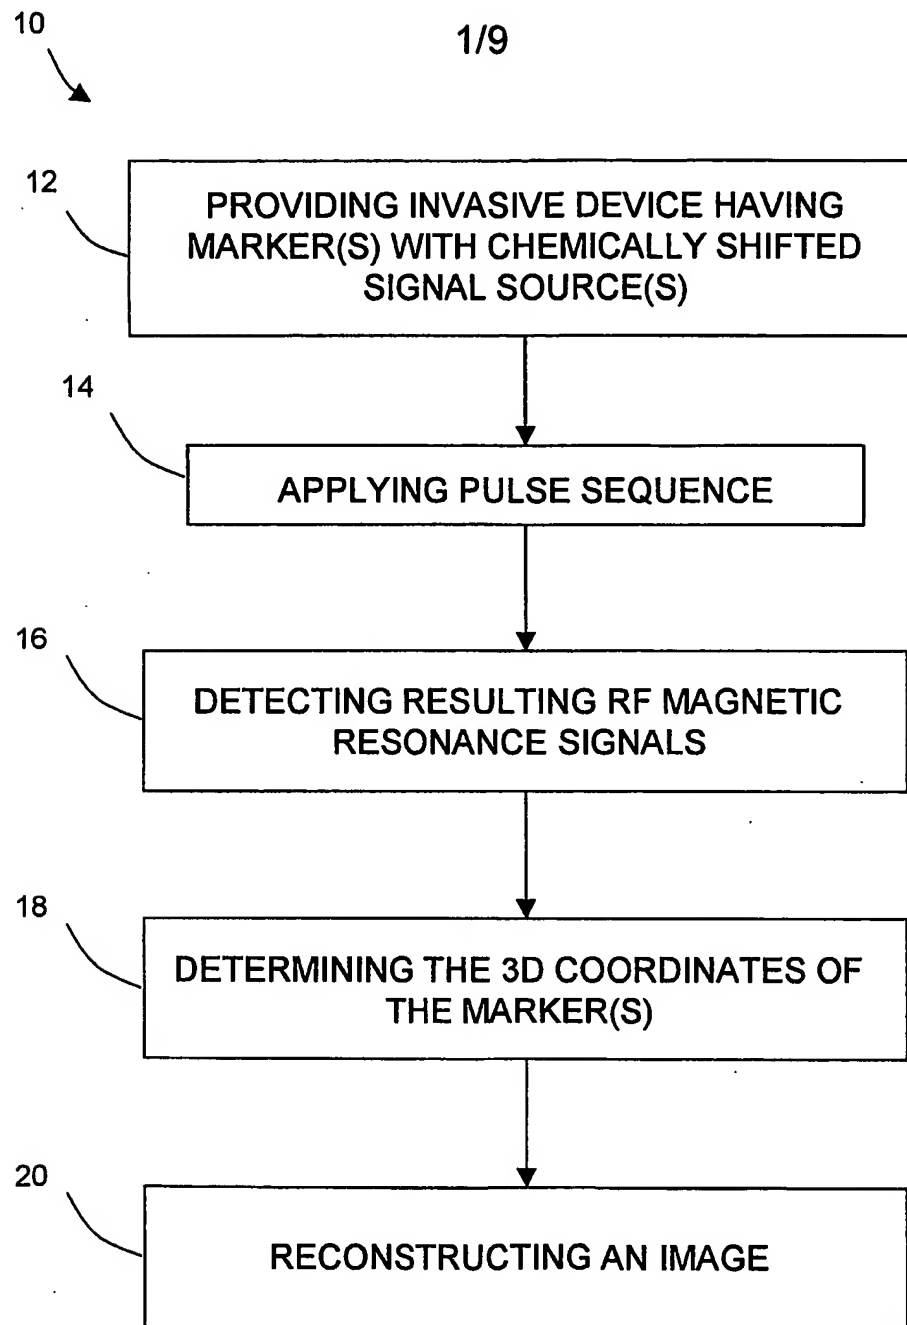 10
1/9
12
PROVIDING INVASIVE DEVICE HAVING
MARKER(S) WITH CHEMICALLY SHIFTED
SIGNAL SOURCE(S)
14
APPLYING PULSE SEQUENCE
16
DETECTING RESULTING RF MAGNETIC
RESONANCE SIGNALS
18
DETERMINING THE 3D COORDINATES OF
THE MARKER(S)
20
RECONSTRUCTING AN IMAGE